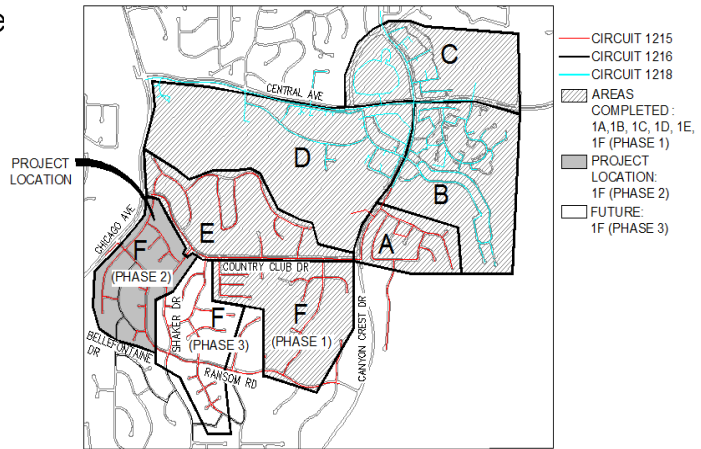 e
C
CENTRAL AVE
D
B
E
A
PROJECT
LOCATION
CHICAGO AVE
F
(PHASE 2)
COUNTRY CLUB DR
SHAKER DR
F
(PHASE 3)
F
(PHASE 1)
BELLEFONTAINE
DR
RANSOM RD
CANYON CREST DR
CIRCUIT 1215
CIRCUIT 1216
CIRCUIT 1218
AREAS
COMPLETED :
1A,1B, 1C, 1D, 1E,
1F (PHASE 1)
PROJECT
LOCATION:
1F (PHASE 2)
FUTURE:
1F (PHASE 3)